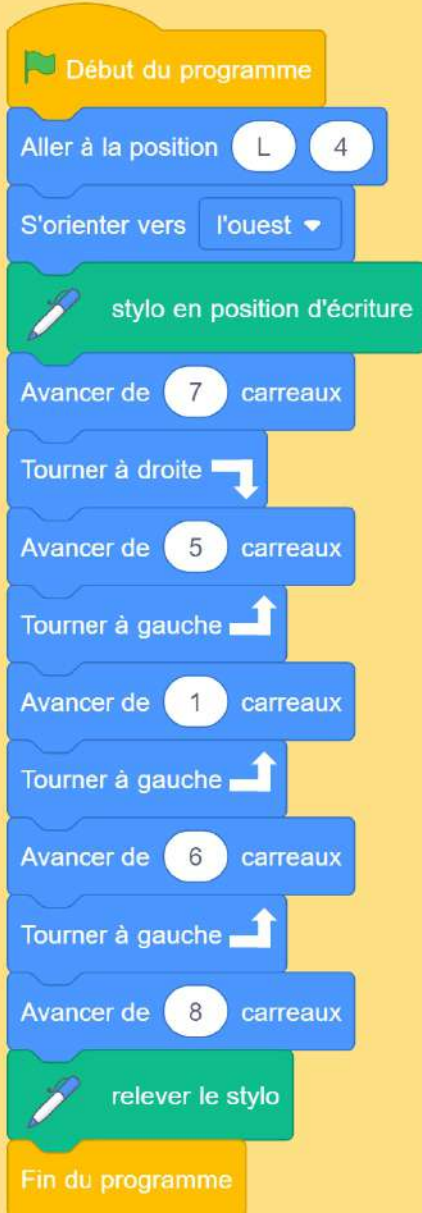 Début du programme
Aller à la position L 4
S'orienter vers l'ouest
stylo en position d'écriture
Avancer de 7 carreaux
Tourner à droite
Avancer de 5 carreaux
Tourner à gauche
Avancer de 1 carreaux
Tourner à gauche
Avancer de 6 carreaux
Tourner à gauche
Avancer de 8 carreaux
relever le stylo
Fin du programme